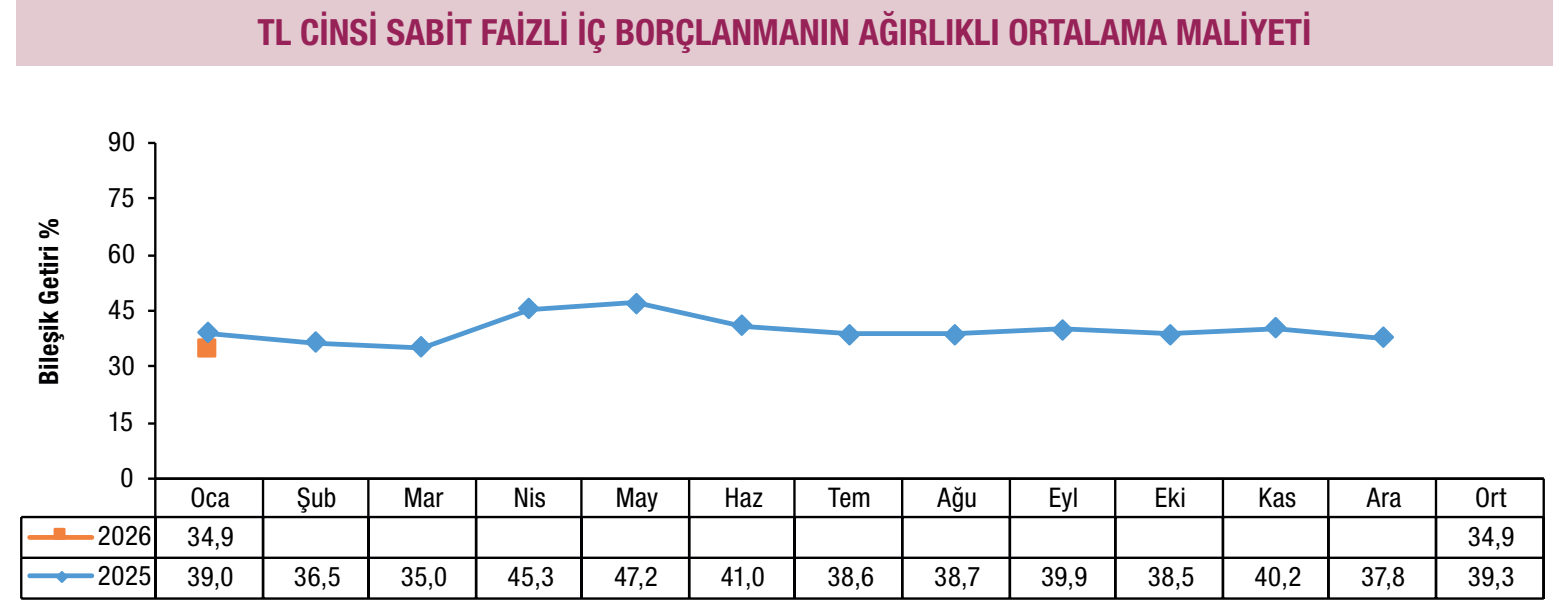 TL CİNSİ SABİT FAİZLİ İÇ BORÇLANMANIN AĞIRLIKLI ORTALAMA MALİYETİ
Bileşik Getiri %
90
75
60
45
30
15
0
Oca Şub Mar Nis May Haz Tem Ağu Eyl Eki Kas Ara Ort
2026 34,9 34,9
2025 39,0 36,5 35,0 45,3 47,2 41,0 38,6 38,7 39,9 38,5 40,2 37,8 39,3